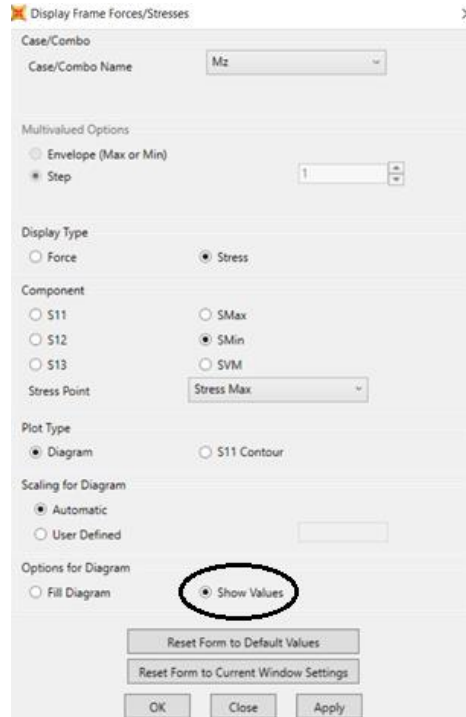 Display Frame Forces/Stresses
Case/Combo
Case/Combo Name Mz
Multivalued Options
Envelope (Max or Min)
Step 1
Display Type
Force Stress
Component
S11 SMax
S12 SMin
S13 SVM
Stress Point Stress Max
Plot Type
Diagram S11 Contour
Scaling for Diagram
Automatic
User Defined
Options for Diagram
Fill Diagram Show Values
Reset Form to Default Values
Reset Form to Current Window Settings
OK Close Apply